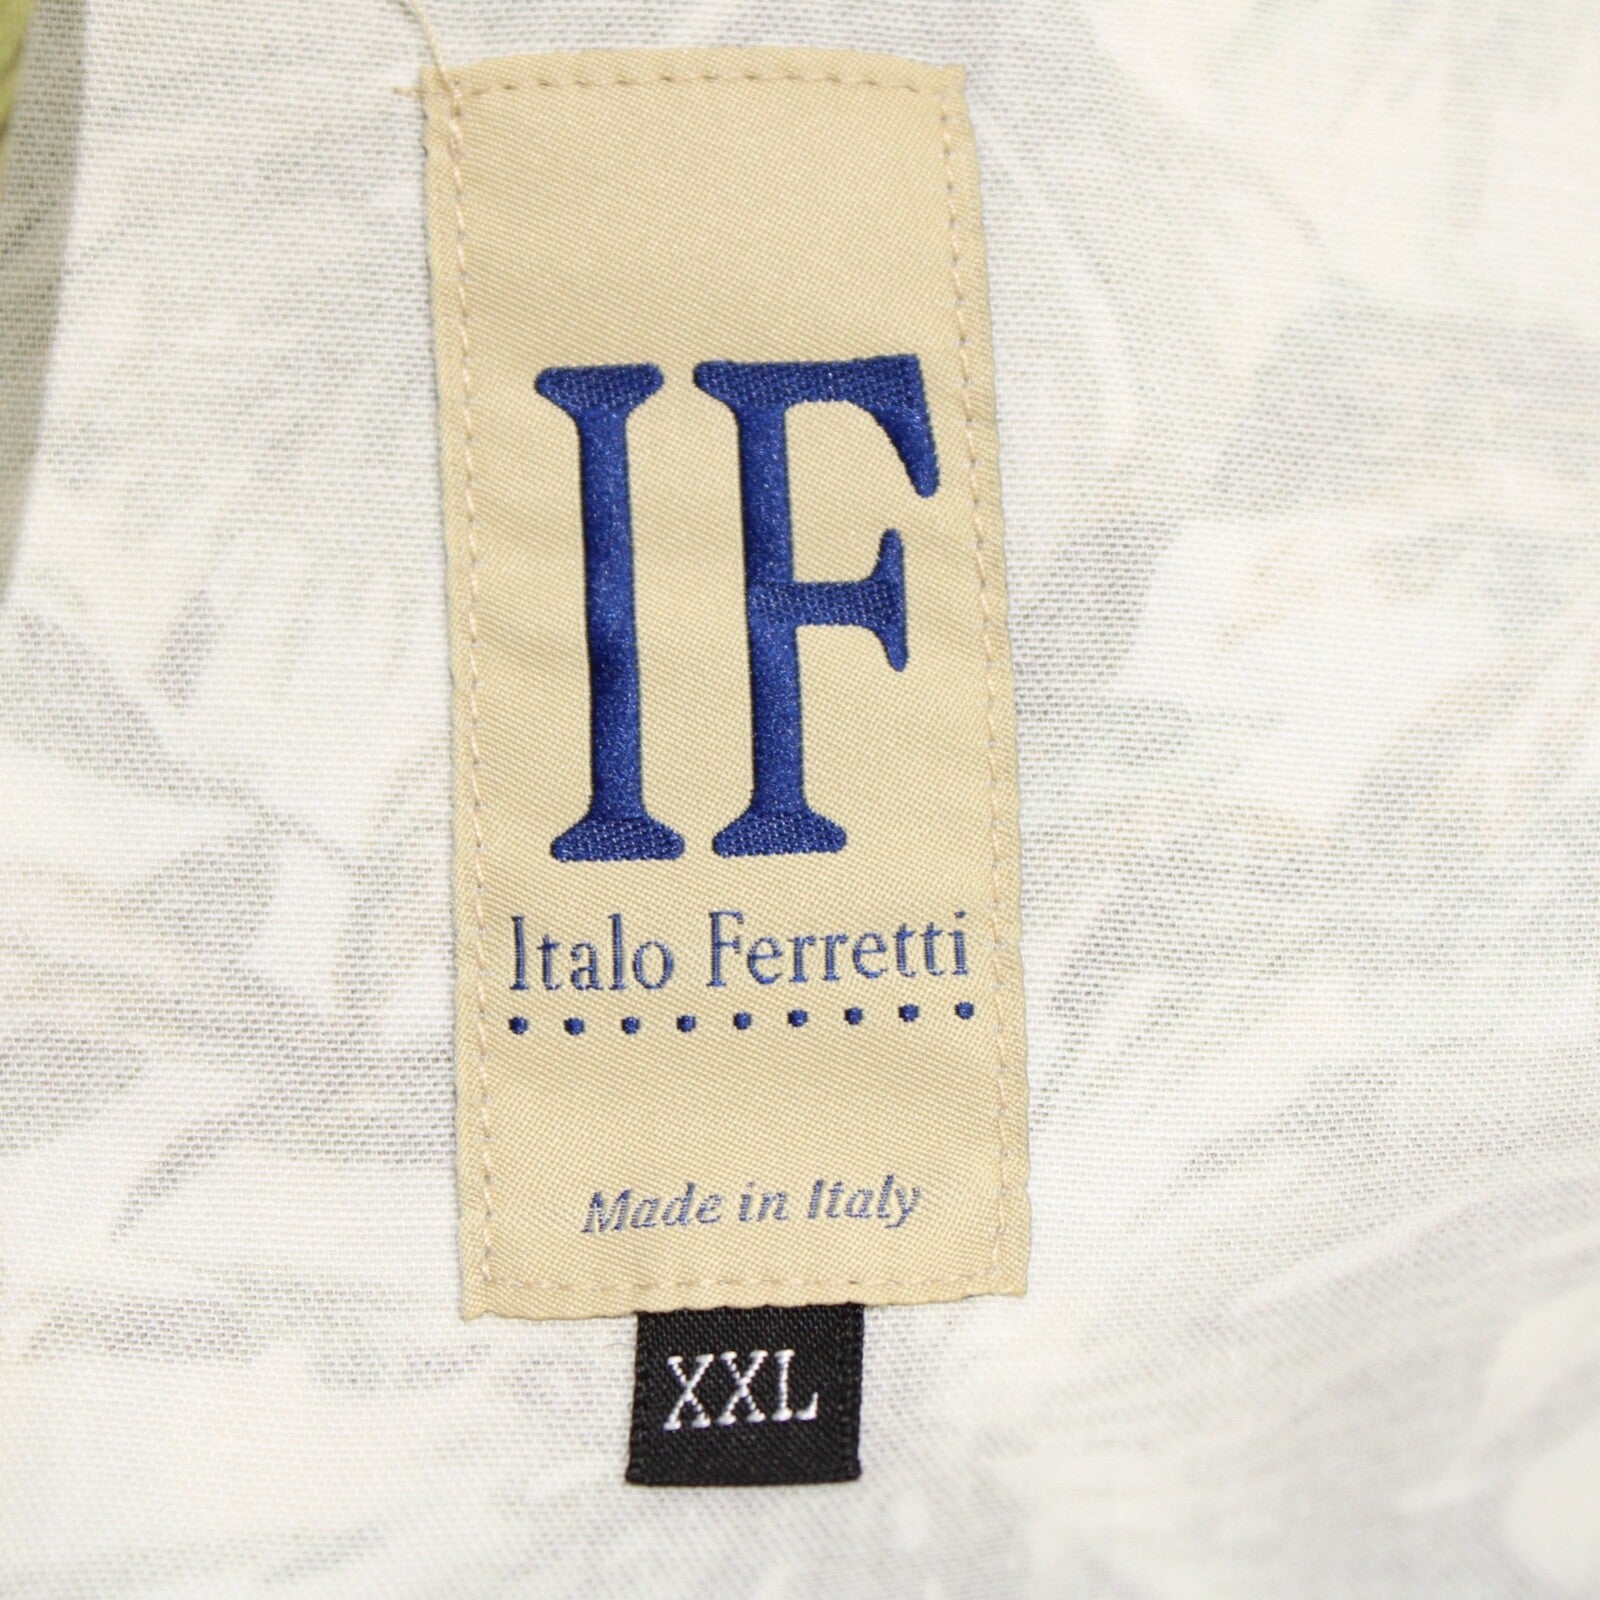 IF
Italo Ferretti
Made in Italy
XXL